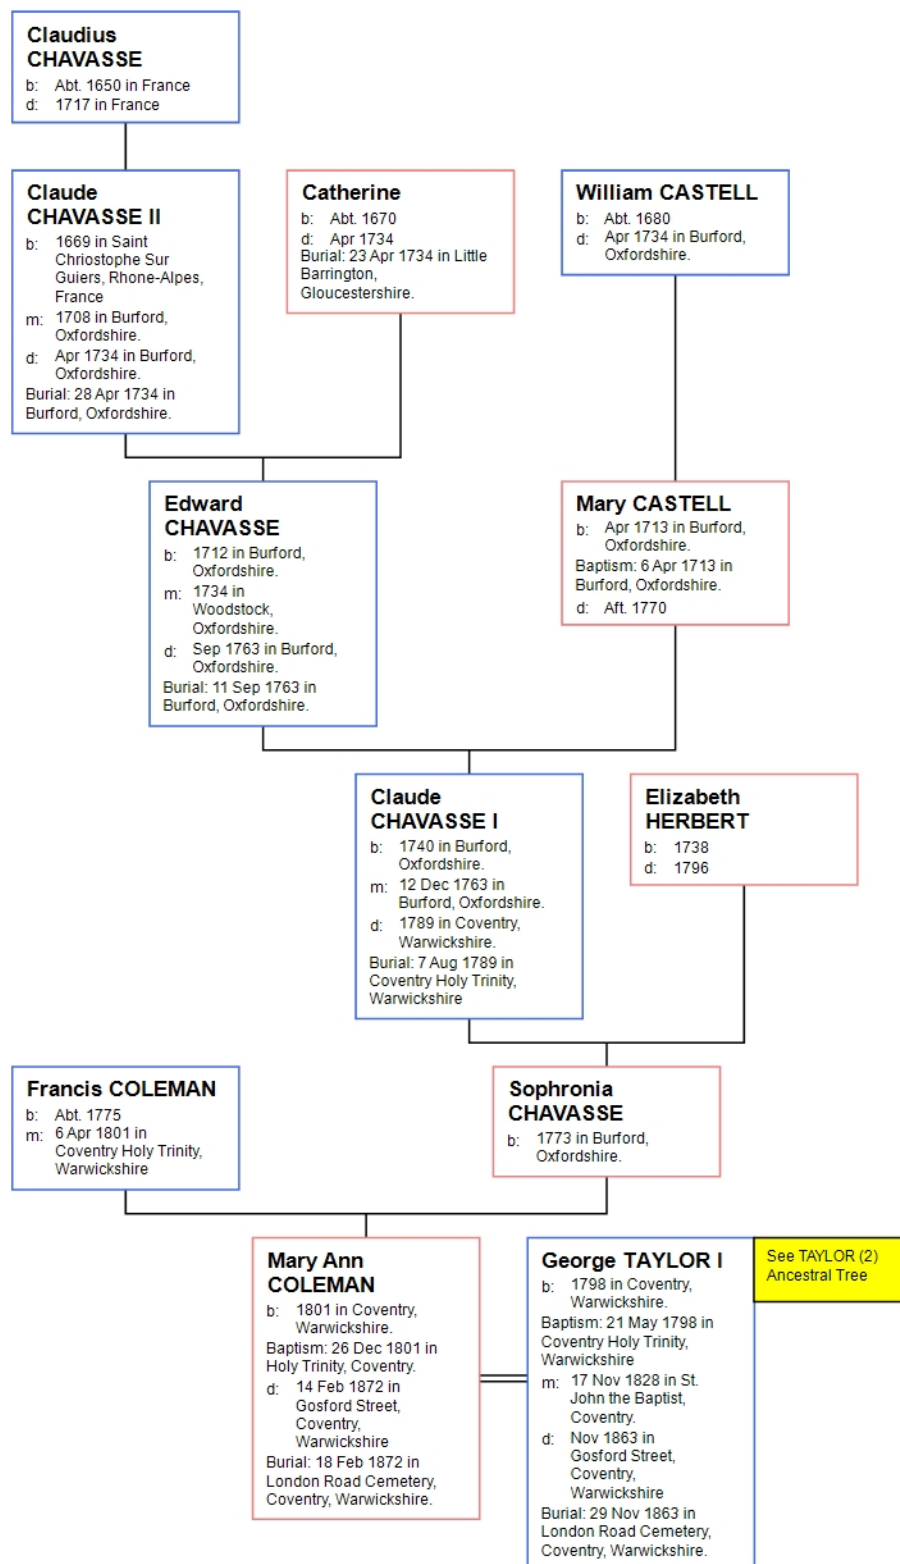 Claudius
CHAVASSE
b: Abt. 1650 in France
d: 1717 in France
Claude
CHAVASSE II
b: 1669 in Saint
Chriostophe Sur
Guiers, Rhone-Alpes,
France
m: 1708 in Burford,
Oxfordshire.
d: Apr 1734 in Burford,
Oxfordshire.
Burial: 28 Apr 1734 in
Burford, Oxfordshire.
Catherine
b: Abt. 1670
d: Apr 1734
Burial: 23 Apr 1734 in Little
Barrington,
Gloucestershire.
William CASTELL
b: Abt. 1680
d: Apr 1734 in Burford,
Oxfordshire.
Edward
CHAVASSE
b: 1712 in Burford,
Oxfordshire.
m: 1734 in
Woodstock,
Oxfordshire.
d: Sep 1763 in Burford,
Oxfordshire.
Burial: 11 Sep 1763 in
Burford, Oxfordshire.
Mary CASTELL
b: Apr 1713 in Burford,
Oxfordshire.
Baptism: 6 Apr 1713 in
Burford, Oxfordshire.
d: Aft. 1770
Claude
CHAVASSE I
b: 1740 in Burford,
Oxfordshire.
m: 12 Dec 1763 in
Burford, Oxfordshire.
d: 1789 in Coventry,
Warwickshire.
Burial: 7 Aug 1789 in
Coventry Holy Trinity,
Warwickshire
Elizabeth
HERBERT
b: 1738
d: 1796
Francis COLEMAN
b: Abt. 1775
m: 6 Apr 1801 in
Coventry Holy Trinity,
Warwickshire
Sophronia
CHAVASSE
b: 1773 in Burford,
Oxfordshire.
Mary Ann
COLEMAN
b: 1801 in Coventry,
Warwickshire.
Baptism: 26 Dec 1801 in
Holy Trinity, Coventry.
d: 14 Feb 1872 in
Gosford Street,
Coventry,
Warwickshire
Burial: 18 Feb 1872 in
London Road Cemetery,
Coventry, Warwickshire.
George TAYLOR I
b: 1798 in Coventry,
Warwickshire.
Baptism: 21 May 1798 in
Coventry Holy Trinity,
Warwickshire
m: 17 Nov 1828 in St.
John the Baptist,
Coventry.
d: Nov 1863 in
Gosford Street,
Coventry,
Warwickshire
Burial: 29 Nov 1863 in
London Road Cemetery,
Coventry, Warwickshire.
See TAYLOR (2)
Ancestral Tree